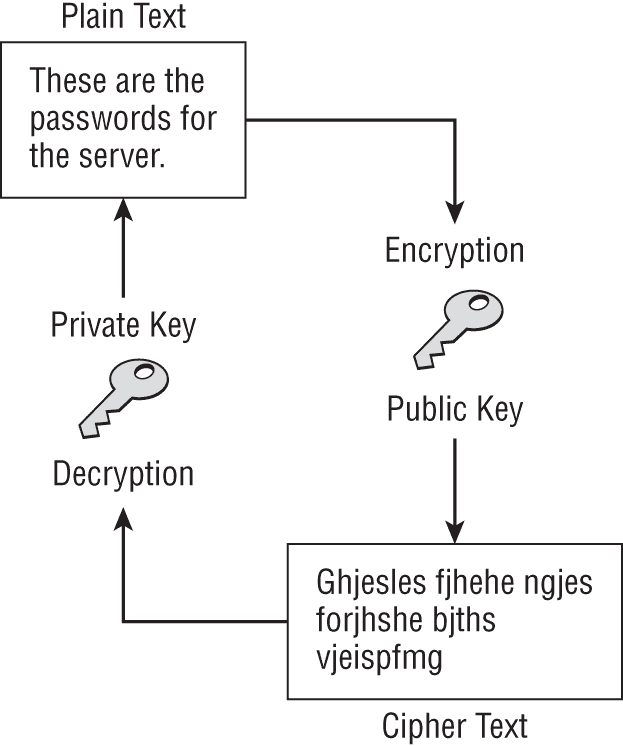 Plain Text
These are the
passwords for
the server.
Encryption
Private Key
Public Key
Decryption
Ghjesles fjhehe ngjes
forjhshe bjths
vjeispfmg
Cipher Text